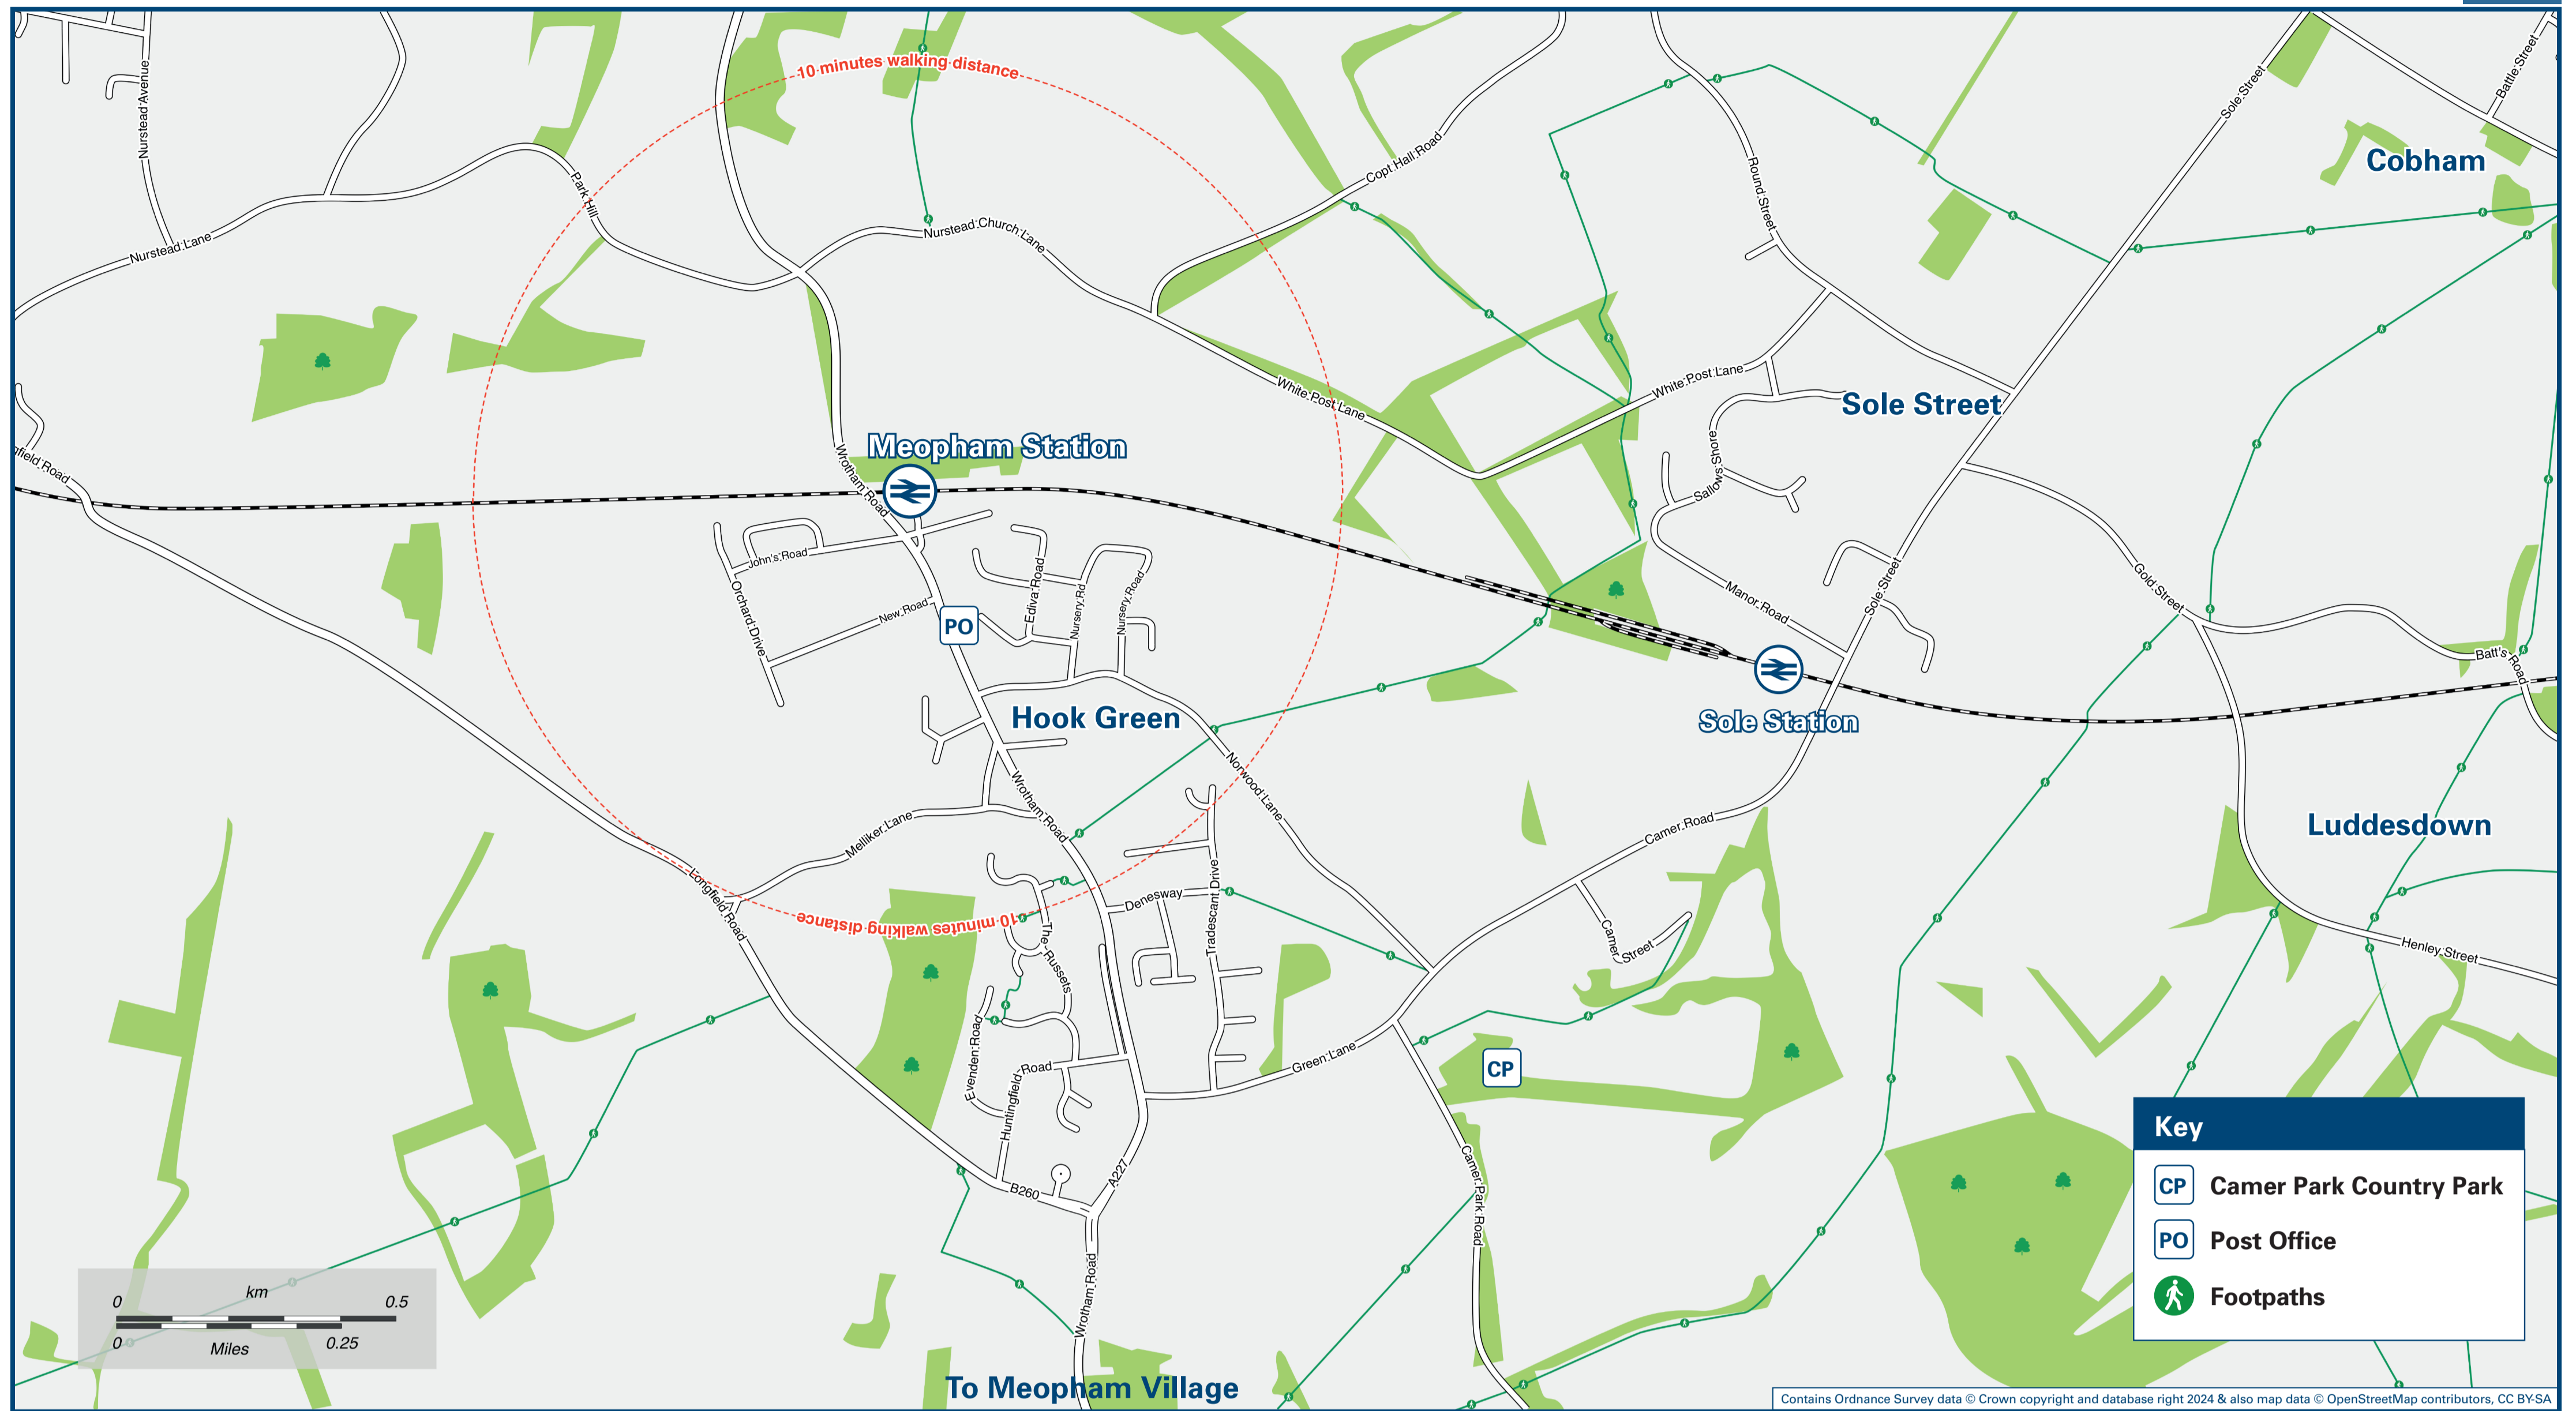 10 minutes walking distance
Nurstead Avenue
Sole Street
Battle Street
Cobham
Copt Hall Road
Round Street
Park Hill
Nurstead Church Lane
Nurstead Lane
White Post Lane
White Post Lane
Sole Street
Meopham Station
Wrotham Road
nfield Road
Sallows Shore
John's Road
Orchard Drive
New Road
PO
Ediva Road
Nursery Rd
Nursery Road
Manor Road
Sole Street
Gold Street
Batt's Road
Hook Green
Sole Station
Wrotham Road
Norwood Lane
Melliker Lane
Camer Road
Luddesdown
Longfield Road
10 minutes walking distance
Denesway
Tradescant Drive
The Russets
Camer
Street
Henley Street
Evenden Road
Huntingfield
Road
Green Lane
CP
Camer Park Road
B260
A227
Wrotham Road
To Meopham Village
Key
CP Camer Park Country Park
PO Post Office
Footpaths
km
0 0.5
0 0.25
Miles
Contains Ordnance Survey data © Crown copyright and database right 2024 & also map data © OpenStreetMap contributors, CC BY-SA